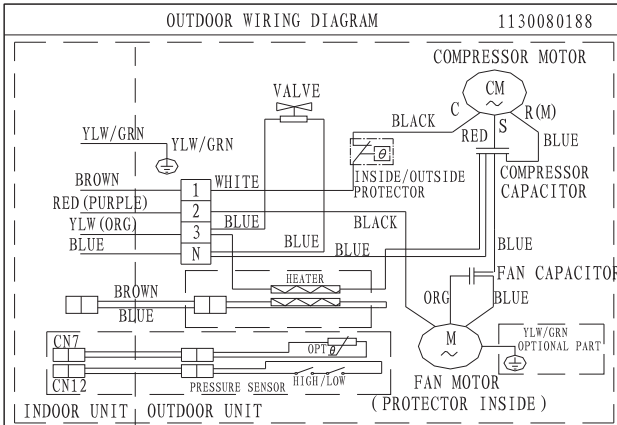 OUTDOOR WIRING DIAGRAM 1130080188
COMPRESSOR MOTOR
VALVE
CM
~
C
S
R(M)
BLACK
RED
BLUE
YLW/GRN
YLW/GRN
θ
INSIDE/OUTSIDE
PROTECTOR
COMPRESSOR
CAPACITOR
BROWN
1
WHITE
RED(PURPLE)
2
BLACK
YLW(ORG)
3
BLUE
BLUE
N
BLUE
BLUE
BLUE
HEATER
FAN CAPACITOR
BROWN
BLUE
ORG
BLUE
YLW/GRN
OPTIONAL PART
M
~
CN7
OPT
θ
CN12
PRESSURE SENSOR
HIGH/LOW
FAN MOTOR
(PROTECTOR INSIDE)
INDOOR UNIT
OUTDOOR UNIT